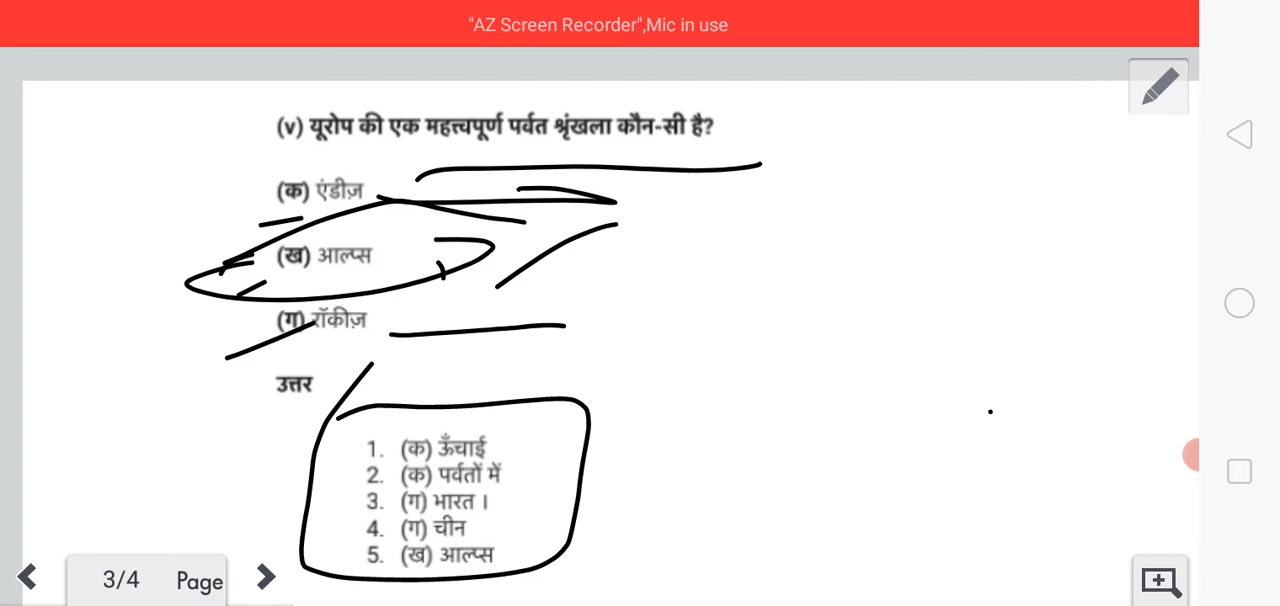 "AZ Screen Recorder",Mic in use
(v) यूरोप की एक महत्त्वपूर्ण पर्वत श्रृंखला कौन-सी है?
(क) एंडीज़
(ख) आल्प्स
(ग) रॉकीज़
उत्तर
1. (क) ऊँचाई
2. (क) पर्वतों में
3. (ग) भारत ।
4. (ग) चीन
5. (ख) आल्प्स
3/4 Page